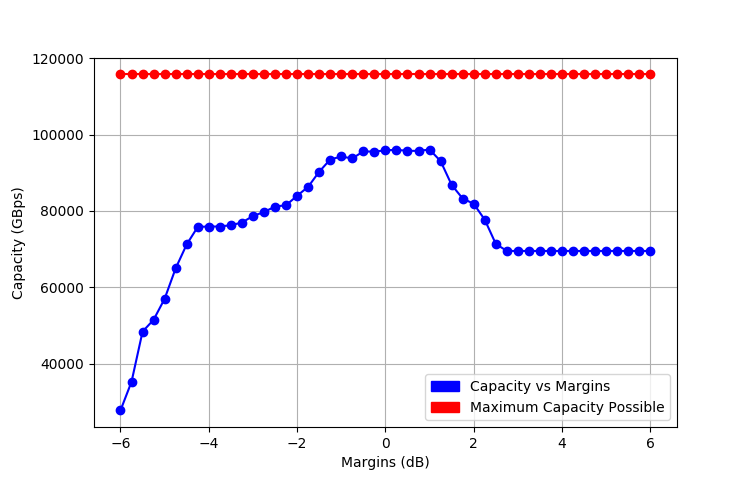 120000
100000
80000
60000
40000
Capacity (GBps)
Capacity vs Margins
Maximum Capacity Possible
−6 −4 −2 0 2 4 6
Margins (dB)